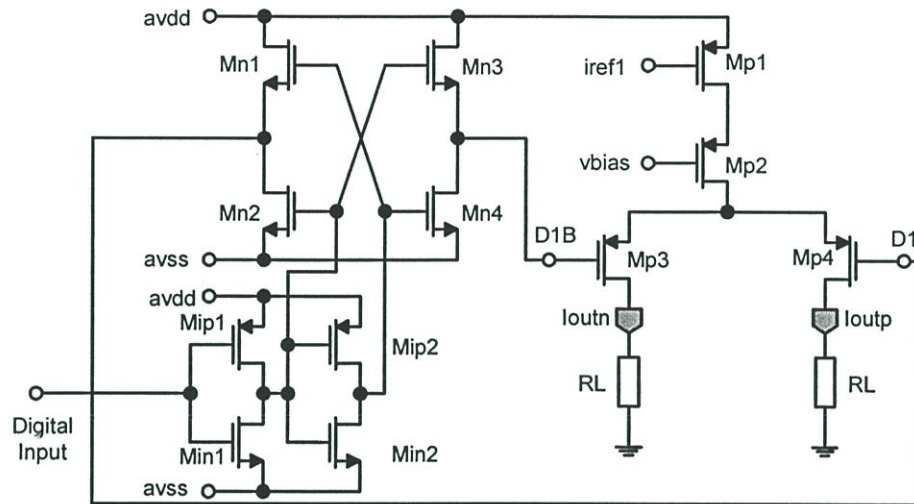 avdd
Mn1
Mn3
iref1
Mp1
vbias
Mp2
Mn2
Mn4
D1B
Mp3
Mp4
D1
avss
avdd
Mip1
Mip2
Ioutn
Ioutp
RL
RL
Digital
Input
Min1
Min2
avss